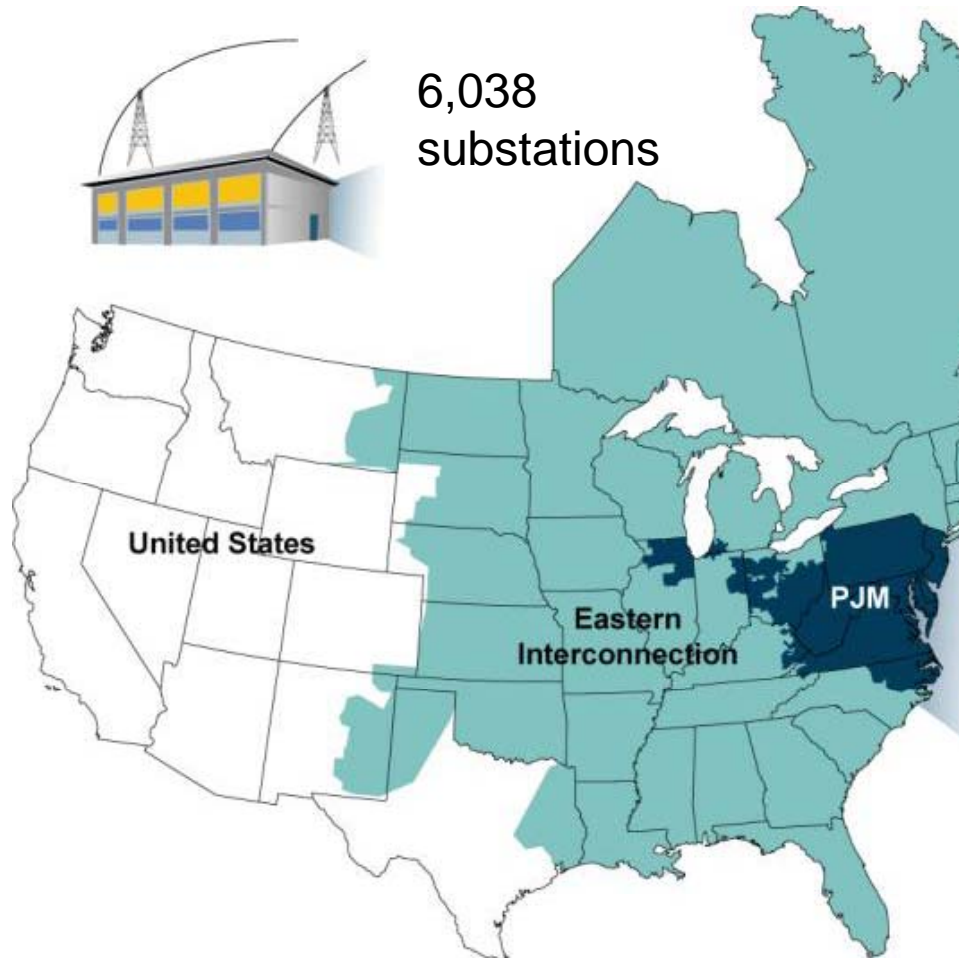 6,038
substations
United States
Eastern
Interconnection
PJM